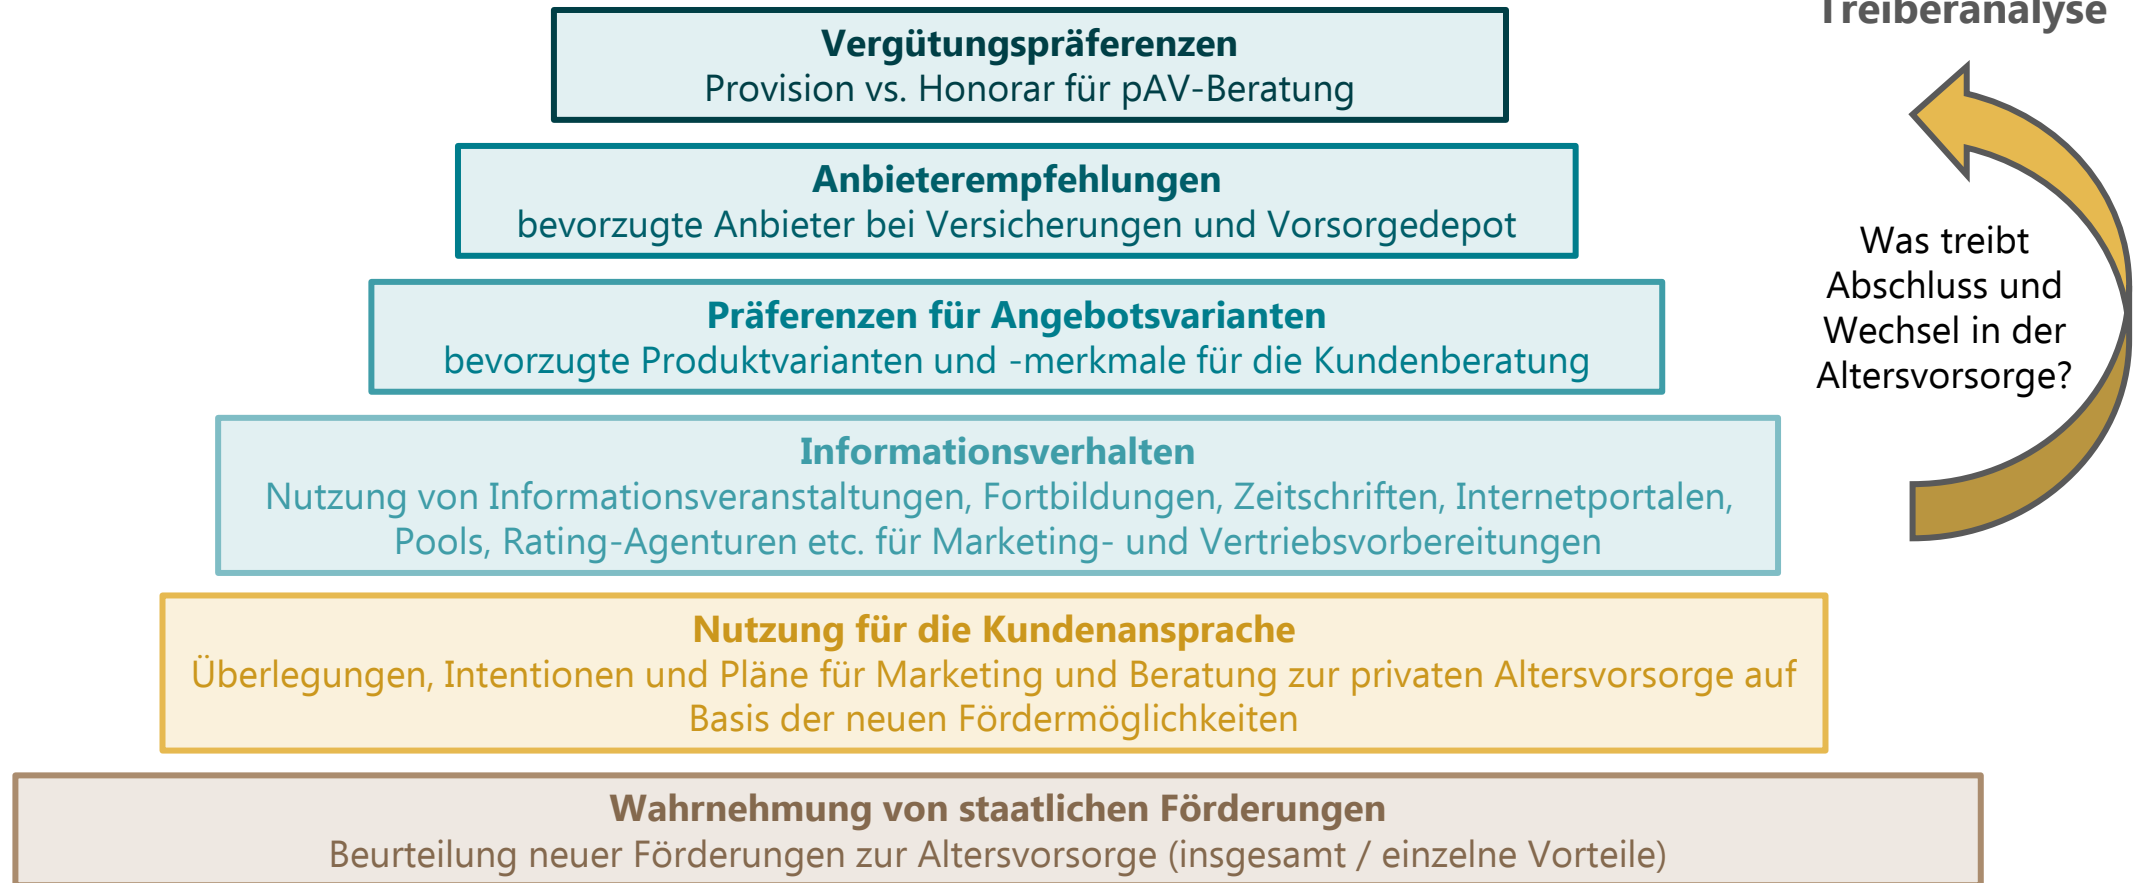 Vergütungspräferenzen
Provision vs. Honorar für pAV-Beratung
Anbieterempfehlungen
bevorzugte Anbieter bei Versicherungen und Vorsorgedepot
Präferenzen für Angebotsvarianten
bevorzugte Produktvarianten und -merkmale für die Kundenberatung
Informationsverhalten
Nutzung von Informationsveranstaltungen, Fortbildungen, Zeitschriften, Internetportalen,
Pools, Rating-Agenturen etc. für Marketing- und Vertriebsvorbereitungen
Nutzung für die Kundenansprache
Überlegungen, Intentionen und Pläne für Marketing und Beratung zur privaten Altersvorsorge auf
Basis der neuen Fördermöglichkeiten
Wahrnehmung von staatlichen Förderungen
Beurteilung neuer Förderungen zur Altersvorsorge (insgesamt / einzelne Vorteile)
Treiberanalyse
Was treibt
Abschluss und
Wechsel in der
Altersvorsorge?